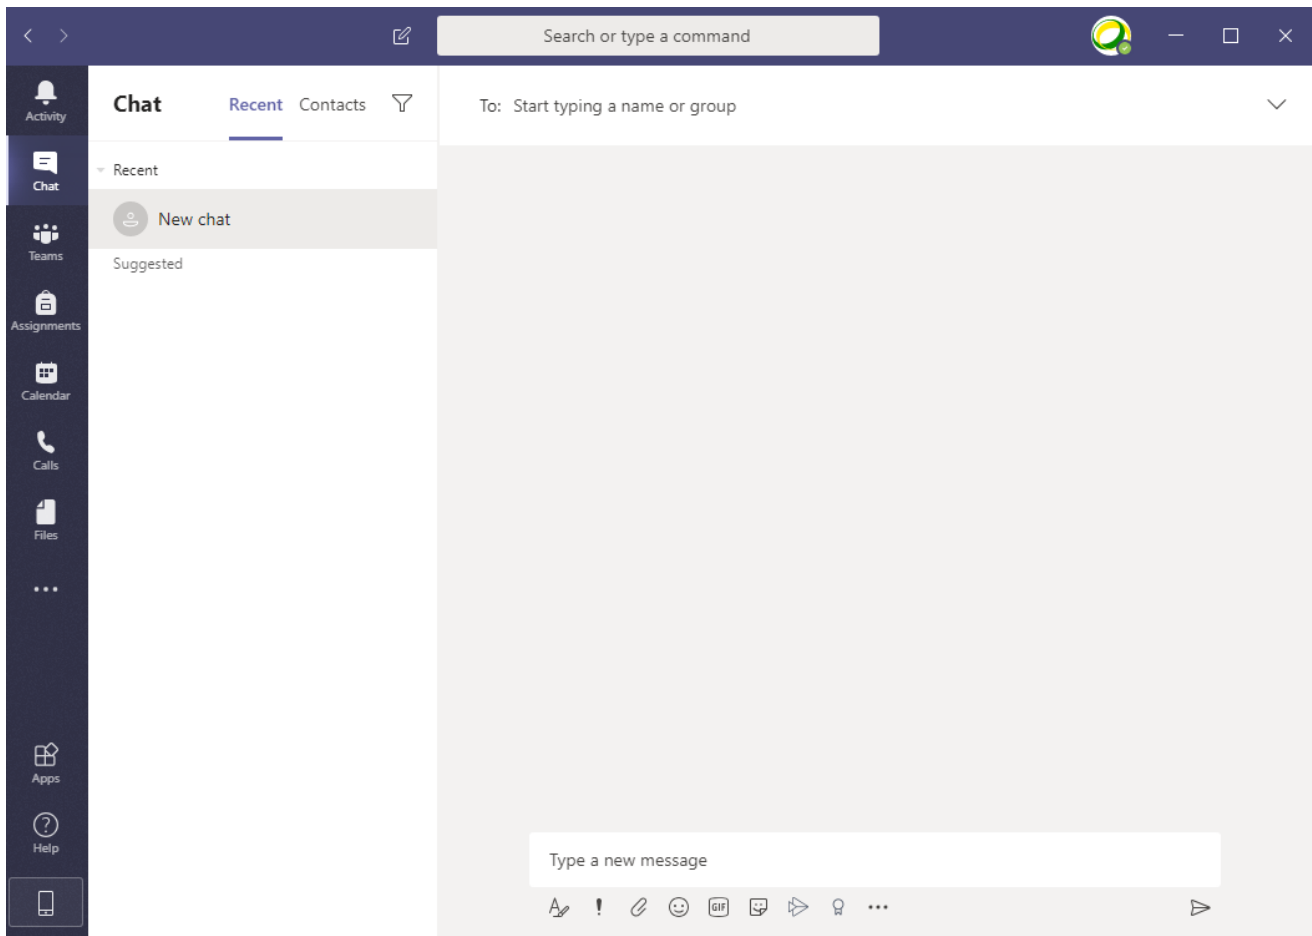 Search or type a command
Activity
Chat
Teams
Assignments
Calendar
Calls
Files
Apps
Help
Chat Recent Contacts
Recent
New chat
Suggested
To: Start typing a name or group
Type a new message
GIF